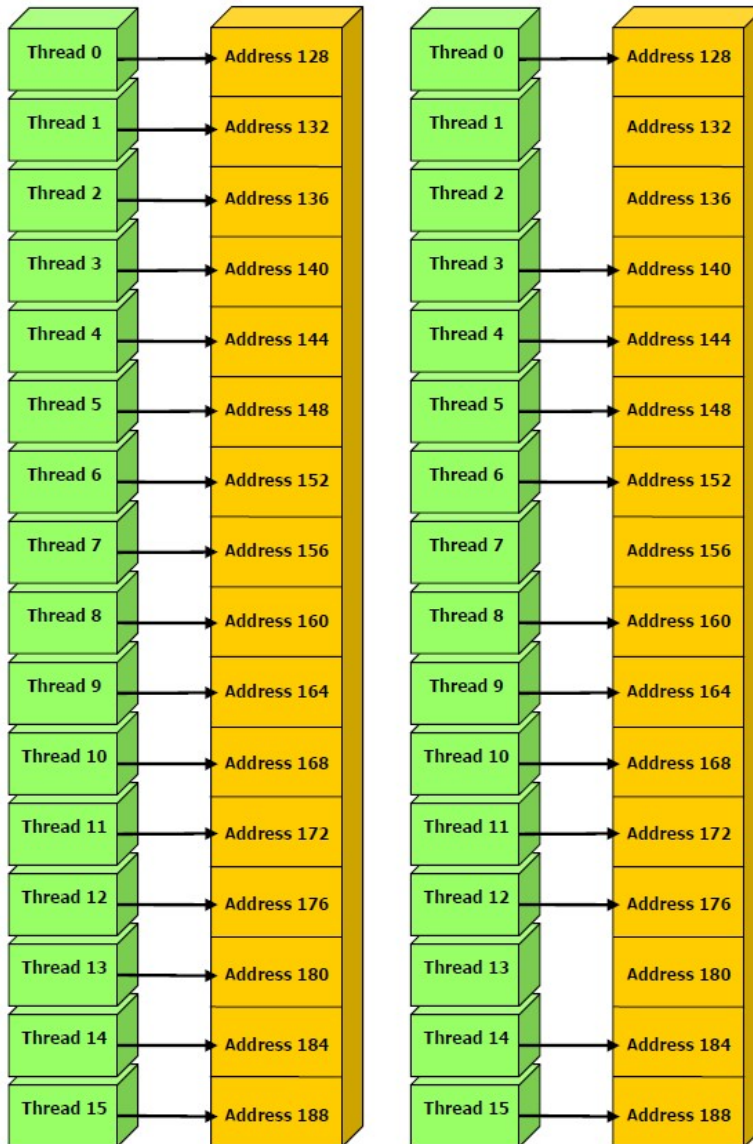 Thread 0 Address 128 Thread 0 Address 128
Thread 1 Address 132 Thread 1 Address 132
Thread 2 Address 136 Thread 2 Address 136
Thread 3 Address 140 Thread 3 Address 140
Thread 4 Address 144 Thread 4 Address 144
Thread 5 Address 148 Thread 5 Address 148
Thread 6 Address 152 Thread 6 Address 152
Thread 7 Address 156 Thread 7 Address 156
Thread 8 Address 160 Thread 8 Address 160
Thread 9 Address 164 Thread 9 Address 164
Thread 10 Address 168 Thread 10 Address 168
Thread 11 Address 172 Thread 11 Address 172
Thread 12 Address 176 Thread 12 Address 176
Thread 13 Address 180 Thread 13 Address 180
Thread 14 Address 184 Thread 14 Address 184
Thread 15 Address 188 Thread 15 Address 188